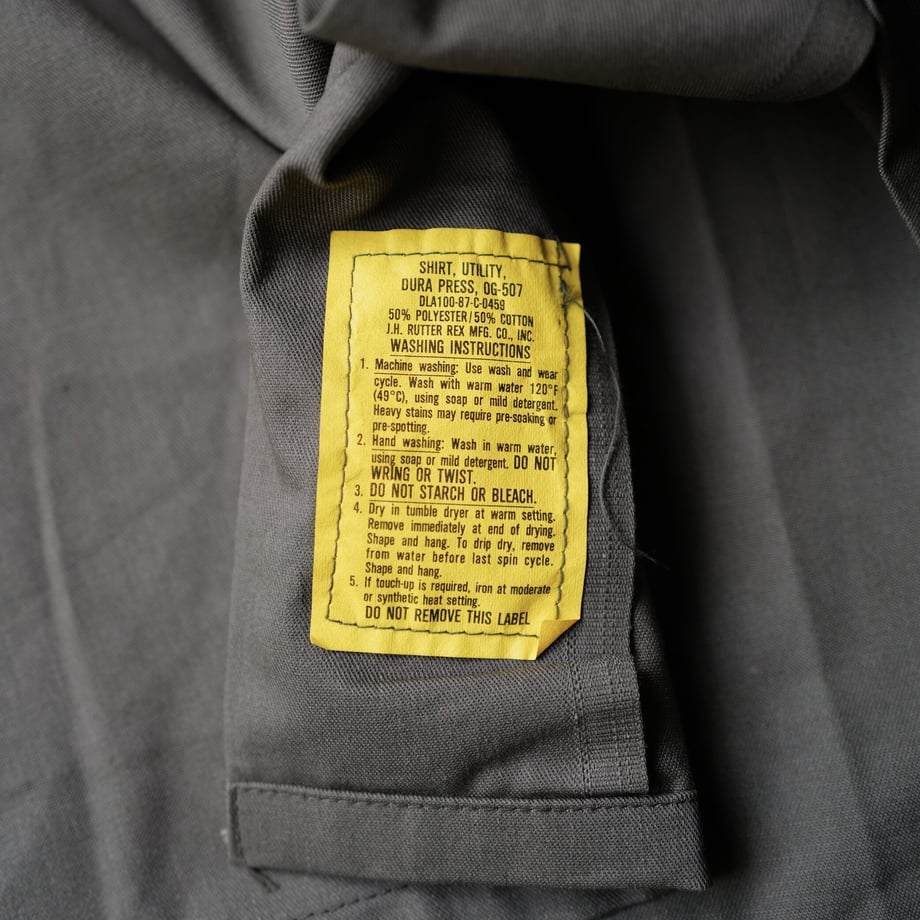 SHIRT, UTILITY,
DURA PRESS, OG-507
DLA100-87-C-0459
50% POLYESTER/50% COTTON
J.H. RUTTER REX MFG. CO., INC.
WASHING INSTRUCTIONS
1. Machine washing: Use wash and wear
cycle. Wash with warm water 120°F
(49°C), using soap or mild detergent.
Heavy stains may require pre-soaking or
pre-spotting.
2. Hand washing: Wash in warm water,
using soap or mild detergent. DO NOT
WRING OR TWIST.
3. DO NOT STARCH OR BLEACH.
4. Dry in tumble dryer at warm setting.
Remove immediately at end of drying.
Shape and hang. To drip dry, remove
from water before last spin cycle.
Shape and hang.
5. If touch-up is required, iron at moderate
or synthetic heat setting.
DO NOT REMOVE THIS LABEL